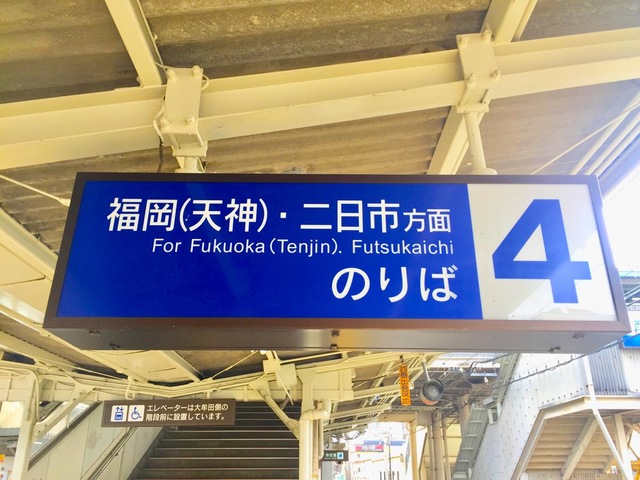 福岡(天神)・二日市方面
For Fukuoka(Tenjin). Futsukaichi
のりば
4
エレベーターは大牟田側の
階段前に設置しています。